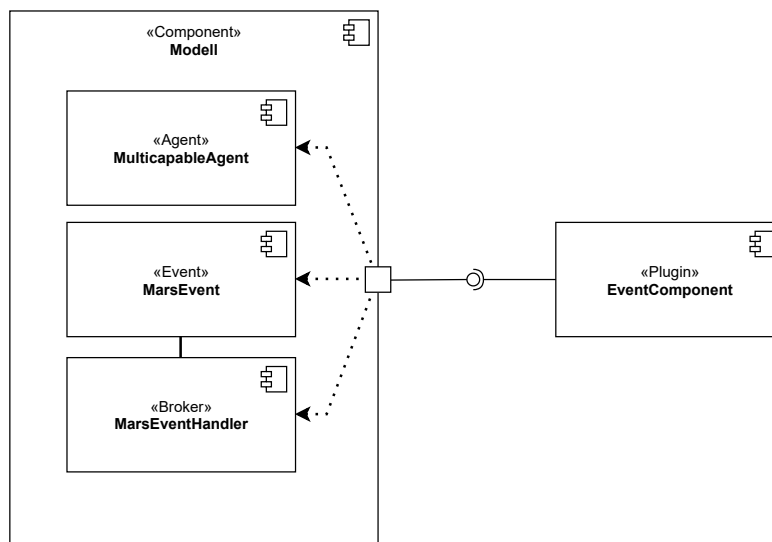 «Component»
Modell
«Agent»
MulticapableAgent
«Event»
MarsEvent
«Plugin»
EventComponent
«Broker»
MarsEventHandler